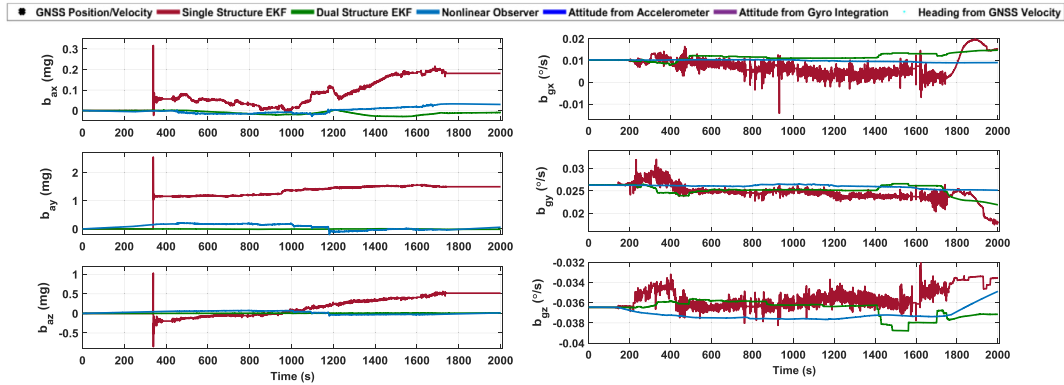 GNSS Position/Velocity Single Structure EKF Dual Structure EKF Nonlinear Observer Attitude from Accelerometer Attitude from Gyro Integration Heading from GNSS Velocity
b_ax (mg)
0.3
0.2
0.1
0
0 200 400 600 800 1000 1200 1400 1600 1800 2000
b_ay (mg)
2
1
0
0 200 400 600 800 1000 1200 1400 1600 1800 2000
b_az (mg)
1
0.5
0
-0.5
0 200 400 600 800 1000 1200 1400 1600 1800 2000
Time (s)
b_gx (°/s)
0.02
0.01
0
-0.01
0 200 400 600 800 1000 1200 1400 1600 1800 2000
b_gy (°/s)
0.03
0.025
0.02
0 200 400 600 800 1000 1200 1400 1600 1800 2000
b_gz (°/s)
-0.032
-0.034
-0.036
-0.038
-0.04
0 200 400 600 800 1000 1200 1400 1600 1800 2000
Time (s)